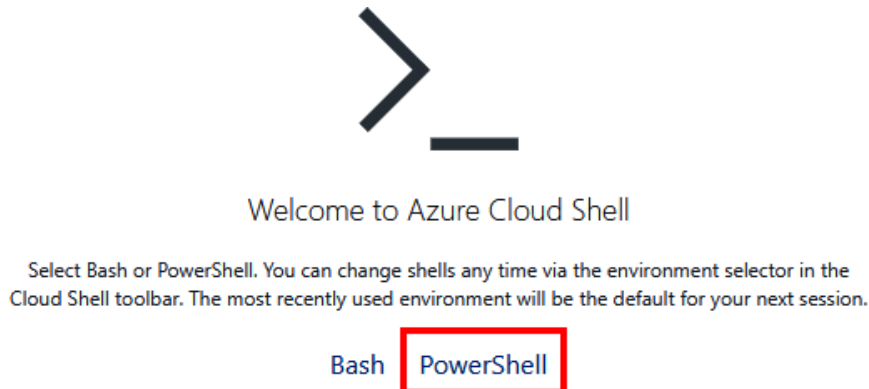 Welcome to Azure Cloud Shell
Select Bash or PowerShell. You can change shells any time via the environment selector in the
Cloud Shell toolbar. The most recently used environment will be the default for your next session.
Bash PowerShell